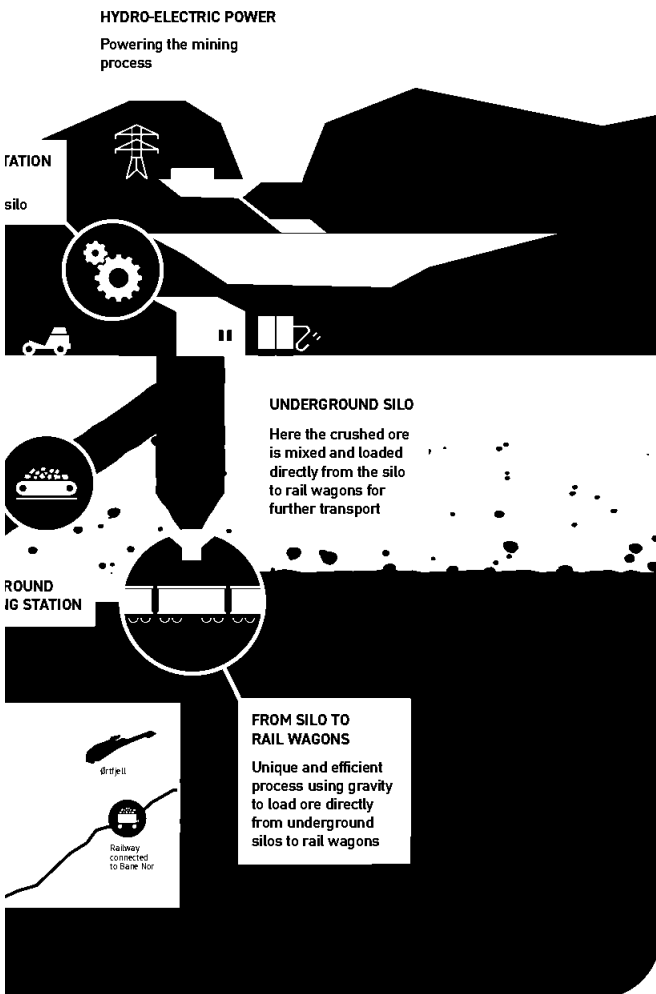 HYDRO-ELECTRIC POWER
Powering the mining
process
TATION
silo
UNDERGROUND SILO
Here the crushed ore
is mixed and loaded
directly from the silo
to rail wagons for
further transport
ROUND
NG STATION
FROM SILO TO
RAIL WAGONS
Unique and efficient
process using gravity
to load ore directly
from underground
silos to rail wagons
Ørtfjell
Railway
connected
to Bane Nor